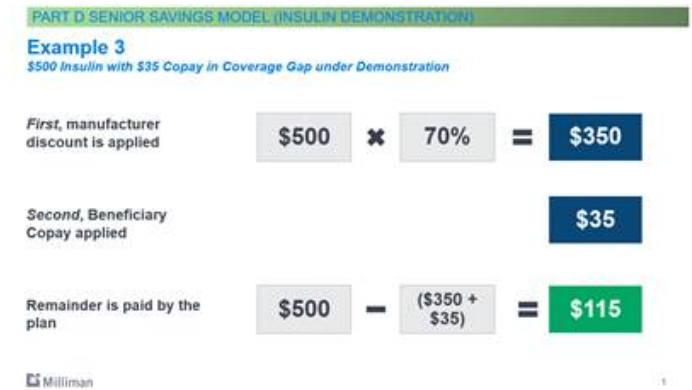 PART D SENIOR SAVINGS MODEL (INSULIN DEMONSTRATION)
Example 3
$500 Insulin with $35 Copay in Coverage Gap under Demonstration
First, manufacturer
discount is applied
$500 ✖ 70% = $350
Second, Beneficiary
Copay applied
$35
Remainder is paid by the
plan
$500 − ($350 +
$35) = $115
Milliman
1